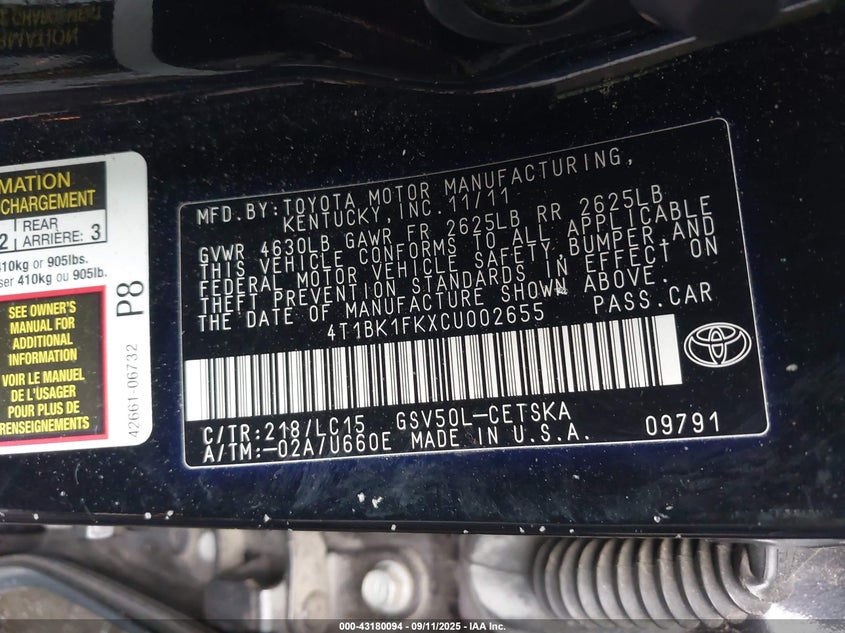 MATION
CHARGEMENT
2 REAR
ARRIÈRE: 3
410kg or 905lbs.
ser 410kg ou 905lb.
SEE OWNER'S
MANUAL FOR
ADDITIONAL
INFORMATION
VOIR LE MANUEL
DE L'USAGER
POUR PLUS DE
RENSEIGNEMENTS
P8
42661-06732
MFD.BY:TOYOTA MOTOR MANUFACTURING,
KENTUCKY,INC.11/11
GVWR 4630LB GAWR FR 2625LB RR 2625LB
THIS VEHICLE CONFORMS TO ALL APPLICABLE
FEDERAL MOTOR VEHICLE SAFETY,BUMPER,AND
THEFT PREVENTION STANDARDS IN EFFECT ON
THE DATE OF MANUFACTURE SHOWN ABOVE.
4T1BK1FKXCU002655 PASS.CAR
C/TR:218/LC15 GSV50L-CETSKA
A/TM:-02A/U660E MADE IN U.S.A. 09791
000-43180094 - 09/11/2025 - IAA Inc.